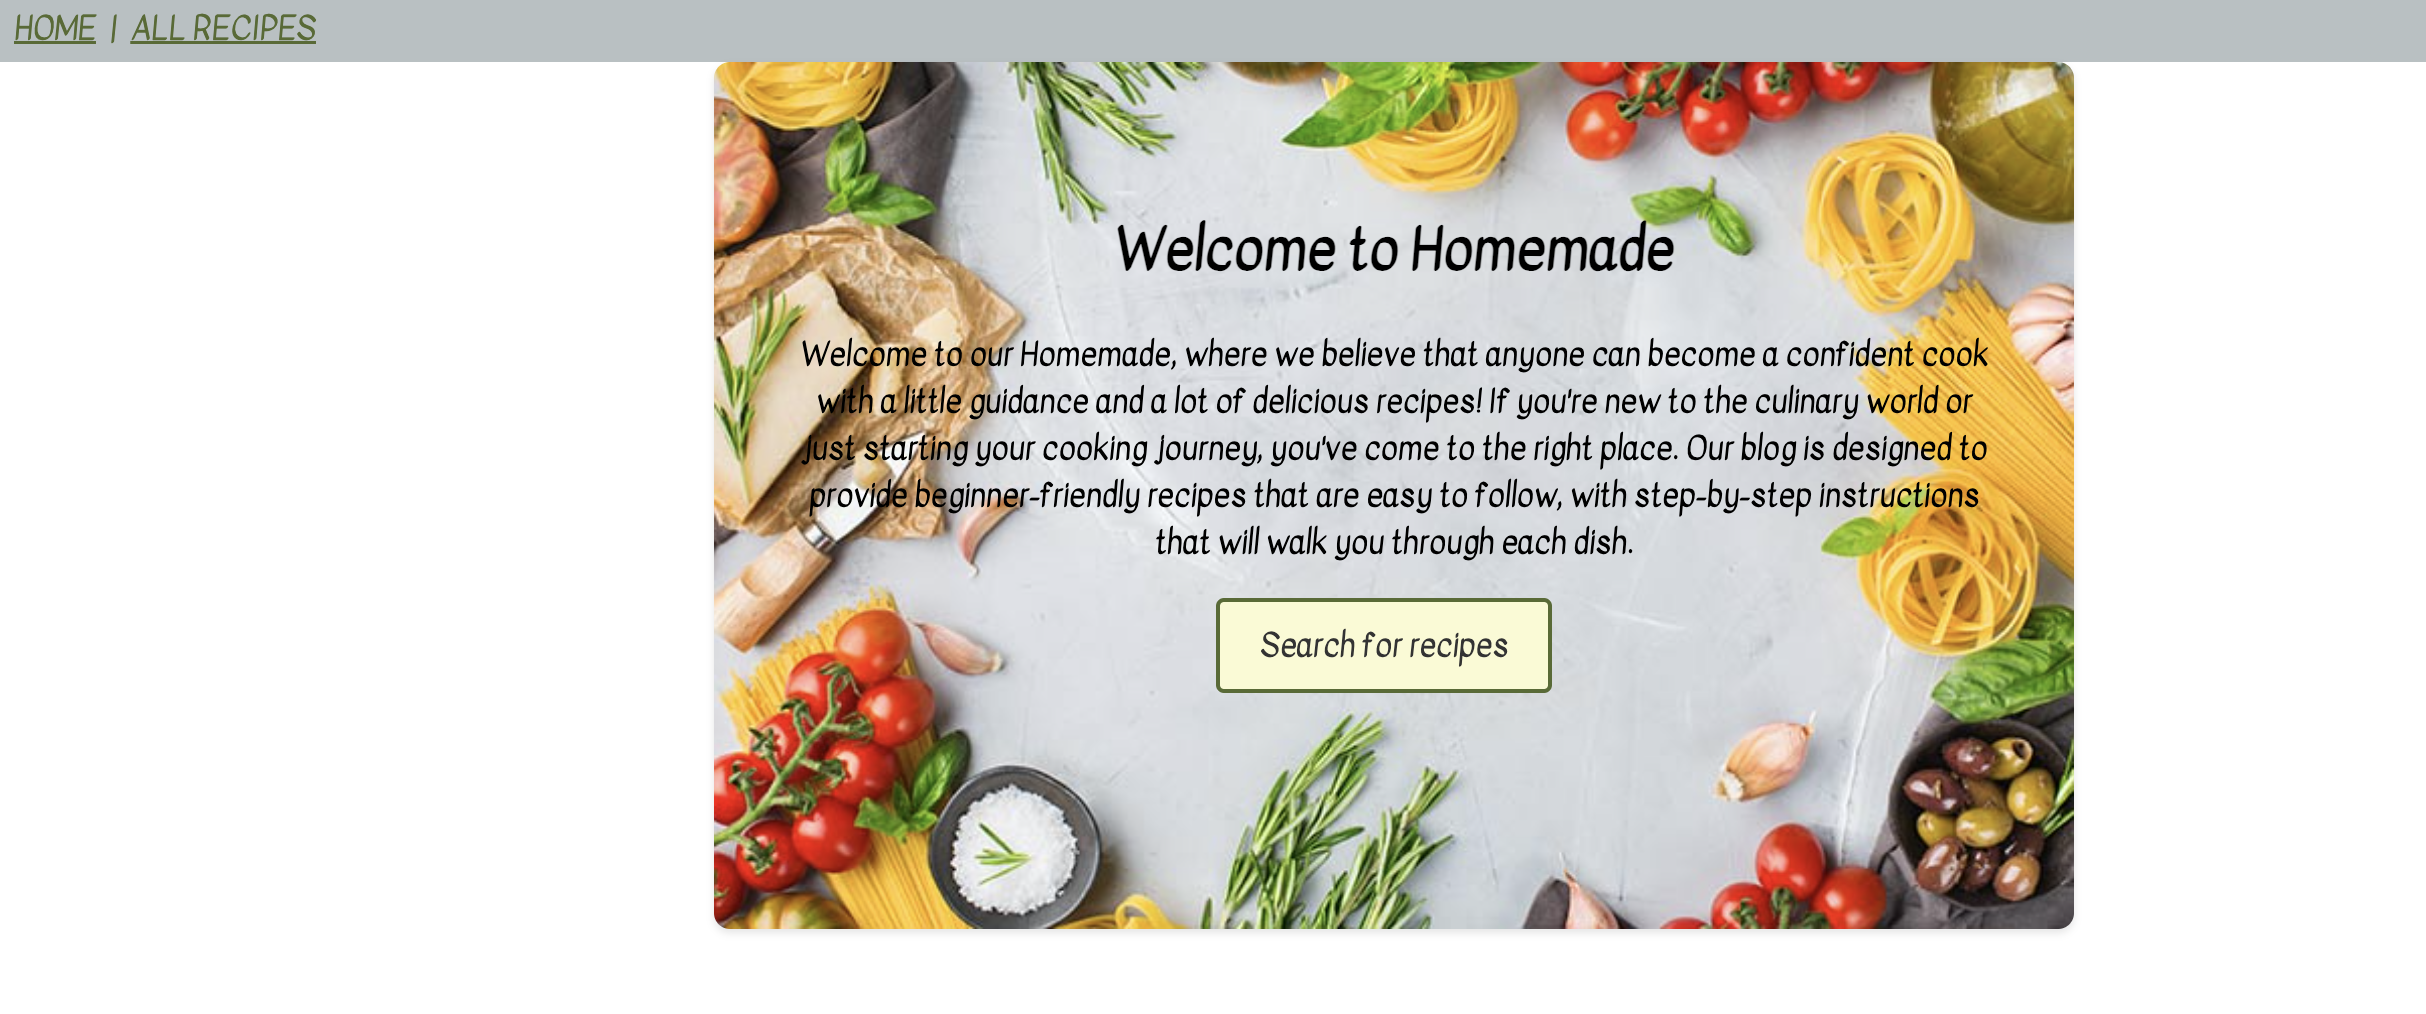 HOME | ALL RECIPES
Welcome to Homemade
Welcome to our Homemade, where we believe that anyone can become a confident cook
with a little guidance and a lot of delicious recipes! If you're new to the culinary world or
just starting your cooking journey, you've come to the right place. Our blog is designed to
provide beginner-friendly recipes that are easy to follow, with step-by-step instructions
that will walk you through each dish.
Search for recipes